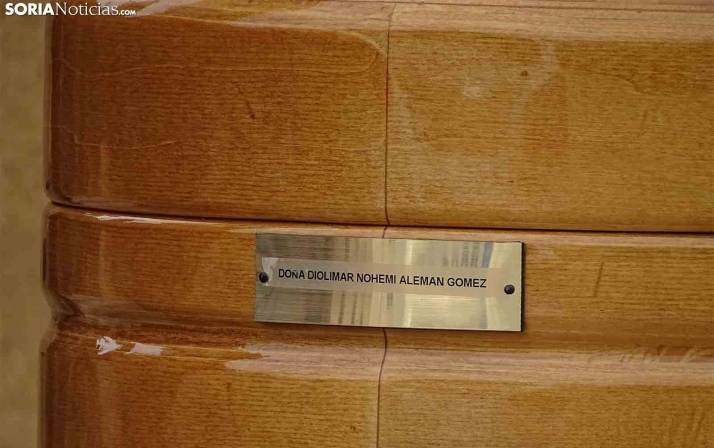 SORIANoticias.com
DOñA DIOLIMAR NOHEMI ALEMAN GOMEZ